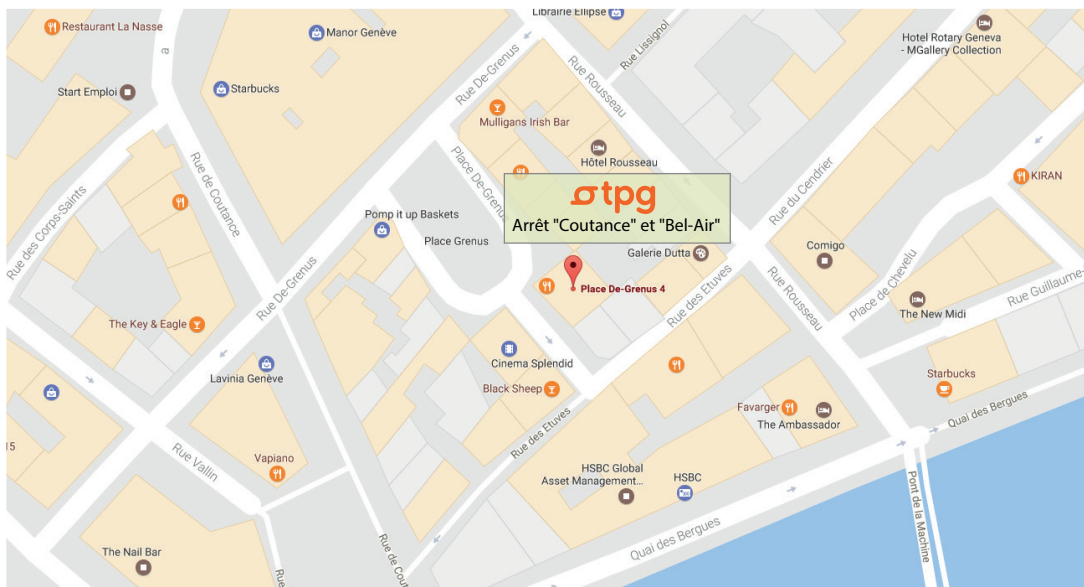 Restaurant La Nasse
Manor Genève
Librairie Ellipse
Rue Lissignol
Hotel Rotary Geneva
- MGallery Collection
a
Start Emploi
Starbucks
Rue De-Grenus
Rue Rousseau
Mulligans Irish Bar
Hôtel Rousseau
Rue de Coutance
Place De-Grenus
KIRAN
Rue des Corps-Saints
tpg
Arrêt "Coutance" et "Bel-Air"
Pomp it up Baskets
Place Grenus
Rue du Cendrier
Galerie Dutta
Comigo
Place De-Grenus 4
Rue De-Grenus
Rue des Etuves
Rue Rousseau
Place de Chevelu
Rue Guillaume-
The New Midi
The Key & Eagle
Cinema Splendid
Lavinia Genève
Black Sheep
Starbucks
Favarger
The Ambassador
Quai des Bergues
15
Rue Vallin
Vapiano
Rue des Etuves
HSBC Global
Asset Management...
HSBC
Pont de la Machine
Quai des Bergues
The Nail Bar
Rue
Rue de Cout